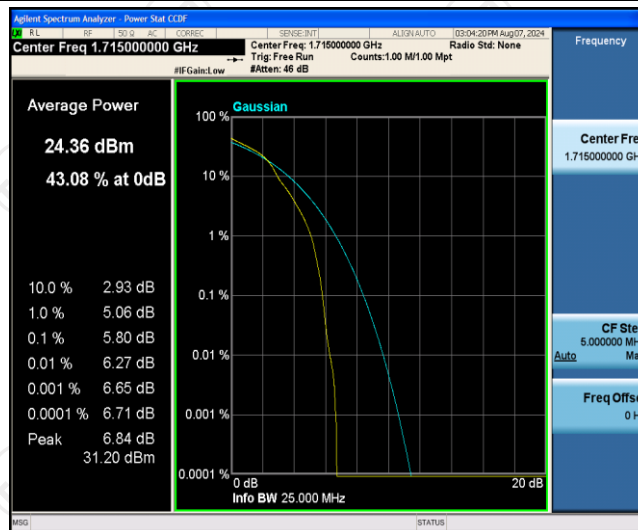 Agilent Spectrum Analyzer - Power Stat CCDF
RL RF 50 Ω AC CORREC SENSE:INT ALIGN AUTO 03:04:20 PM Aug 07, 2024
Center Freq 1.715000000 GHz
Center Freq: 1.715000000 GHz Radio Std: None
Trig: Free Run Counts:1.00 M/1.00 Mpt
#IFGain:Low #Atten: 46 dB
Frequency
Average Power
24.36 dBm
43.08 % at 0dB
10.0 % 2.93 dB
1.0 % 5.06 dB
0.1 % 5.80 dB
0.01 % 6.27 dB
0.001 % 6.65 dB
0.0001 % 6.71 dB
Peak 6.84 dB
31.20 dBm
Gaussian
100 %
10 %
1 %
0.1 %
0.01 %
0.001 %
0.0001 %
0 dB 20 dB
Info BW 25.000 MHz
Center Fre
1.715000000 GH
CF Ste
5.000000 MH
Auto Ma
Freq Offse
0 H
MSG STATUS